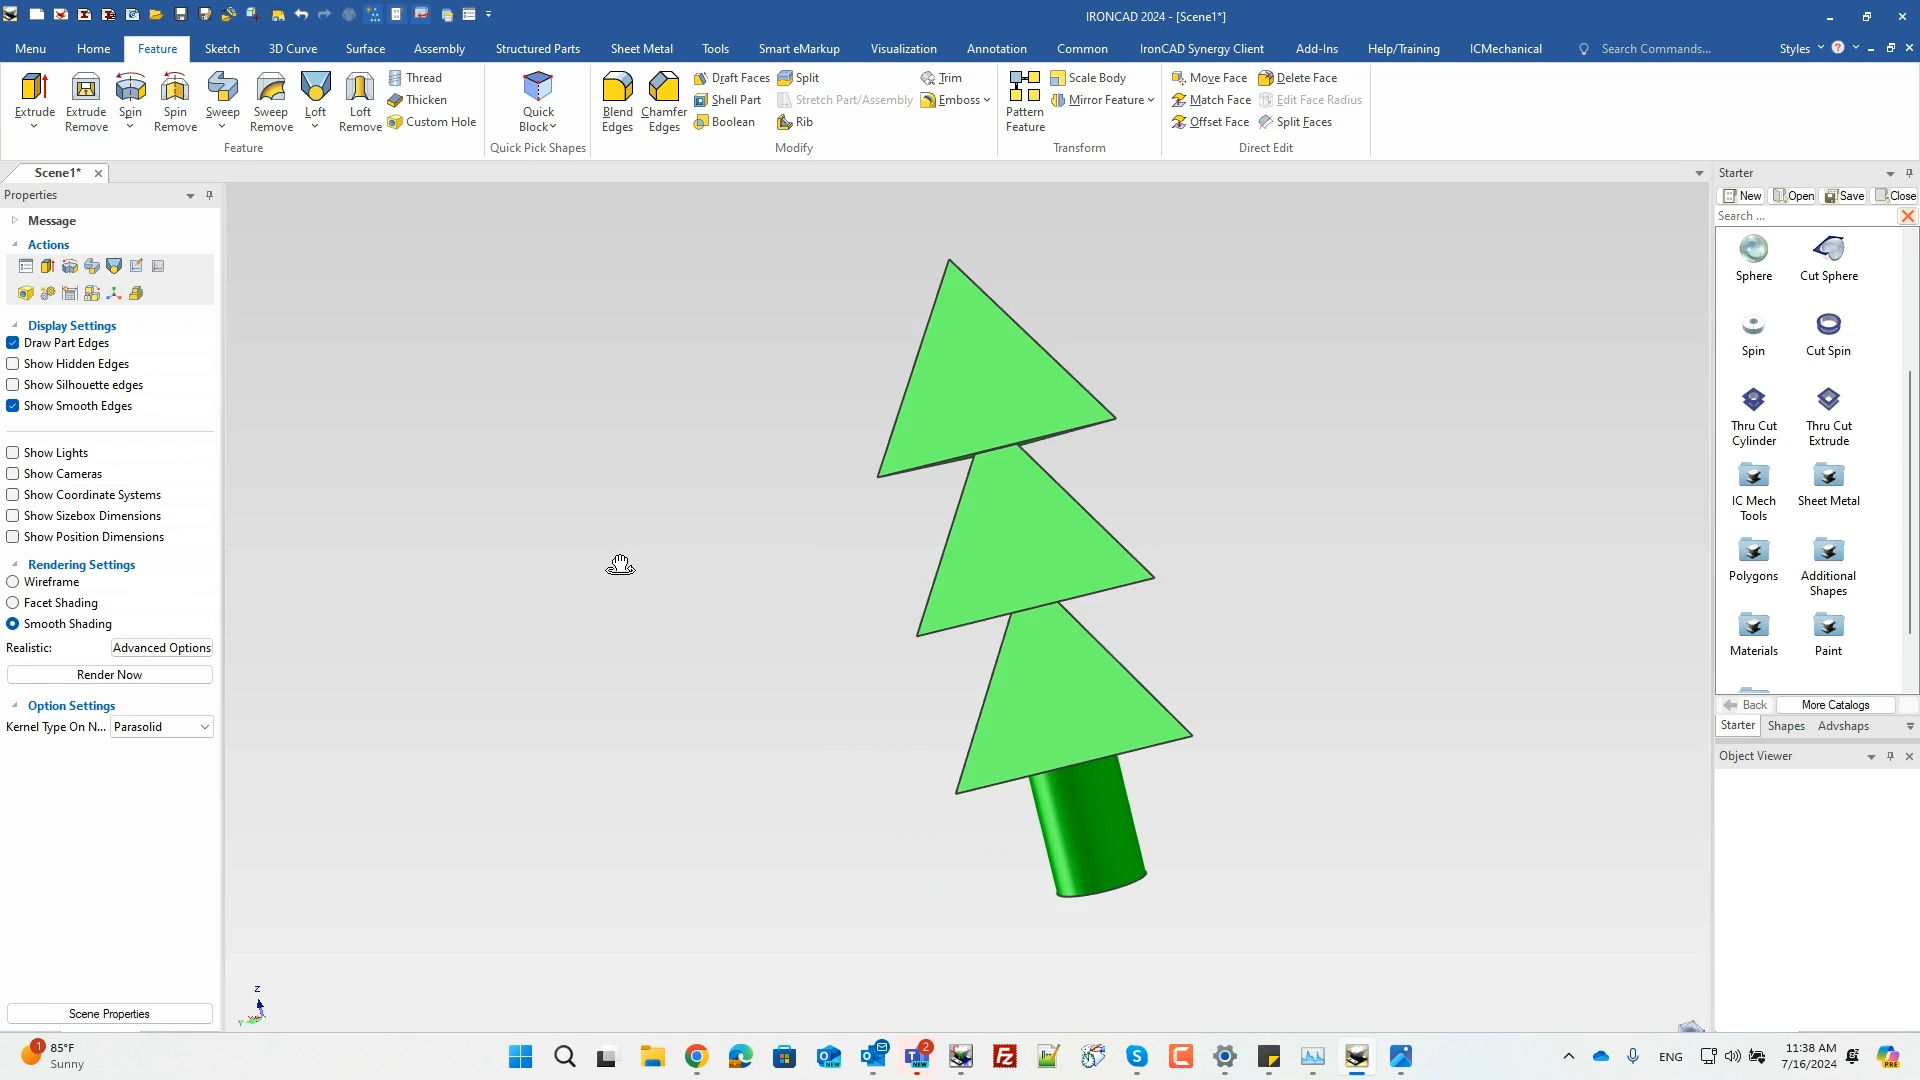 IRONCAD 2024 - [Scene1*]
Menu Home Feature Sketch 3D Curve Surface Assembly Structured Parts Sheet Metal Tools Smart eMarkup Visualization Annotation Common IronCAD Synergy Client Add-Ins Help/Training ICMechanical Search Commands... Styles
Extrude
Extrude Remove
Spin
Spin Remove
Sweep
Sweep Remove
Loft
Loft Remove
Thread
Thicken
Custom Hole
Feature
Quick Block
Quick Pick Shapes
Blend Edges
Chamfer Edges
Draft Faces
Shell Part
Boolean
Split
Stretch Part/Assembly
Rib
Trim
Emboss
Modify
Pattern Feature
Scale Body
Mirror Feature
Transform
Move Face
Match Face
Offset Face
Delete Face
Edit Face Radius
Split Faces
Direct Edit
Scene1*
Properties
Message
Actions
Display Settings
Draw Part Edges
Show Hidden Edges
Show Silhouette edges
Show Smooth Edges
Show Lights
Show Cameras
Show Coordinate Systems
Show Sizebox Dimensions
Show Position Dimensions
Rendering Settings
Wireframe
Facet Shading
Smooth Shading
Realistic: Advanced Options
Render Now
Option Settings
Kernel Type On N... Parasolid
Scene Properties
Z
Y
Starter
New Open Save Close
Search ...
Sphere Cut Sphere
Spin Cut Spin
Thru Cut Cylinder
Thru Cut Extrude
IC Mech Tools
Sheet Metal
Polygons
Additional Shapes
Materials Paint
Back More Catalogs
Starter Shapes Advshaps
Object Viewer
1
85°F
Sunny
NEW
NEW
2
ENG
11:38 AM
7/16/2024
PRE